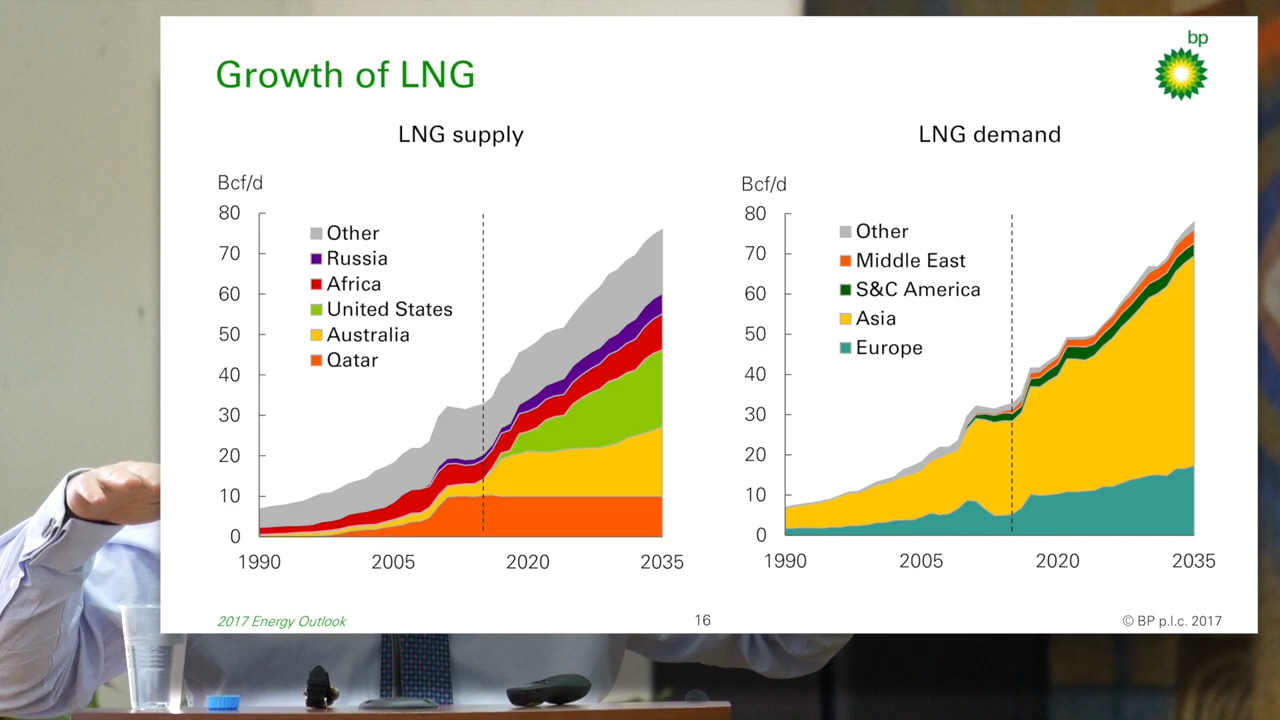 bp
Growth of LNG
LNG supply
Bcf/d
80
70
60
50
40
30
20
10
0
Other
Russia
Africa
United States
Australia
Qatar
1990
2005
2020
2035
LNG demand
Bcf/d
80
70
60
50
40
30
20
10
0
Other
Middle East
S&C America
Asia
Europe
1990
2005
2020
2035
2017 Energy Outlook
16
© BP p.l.c. 2017